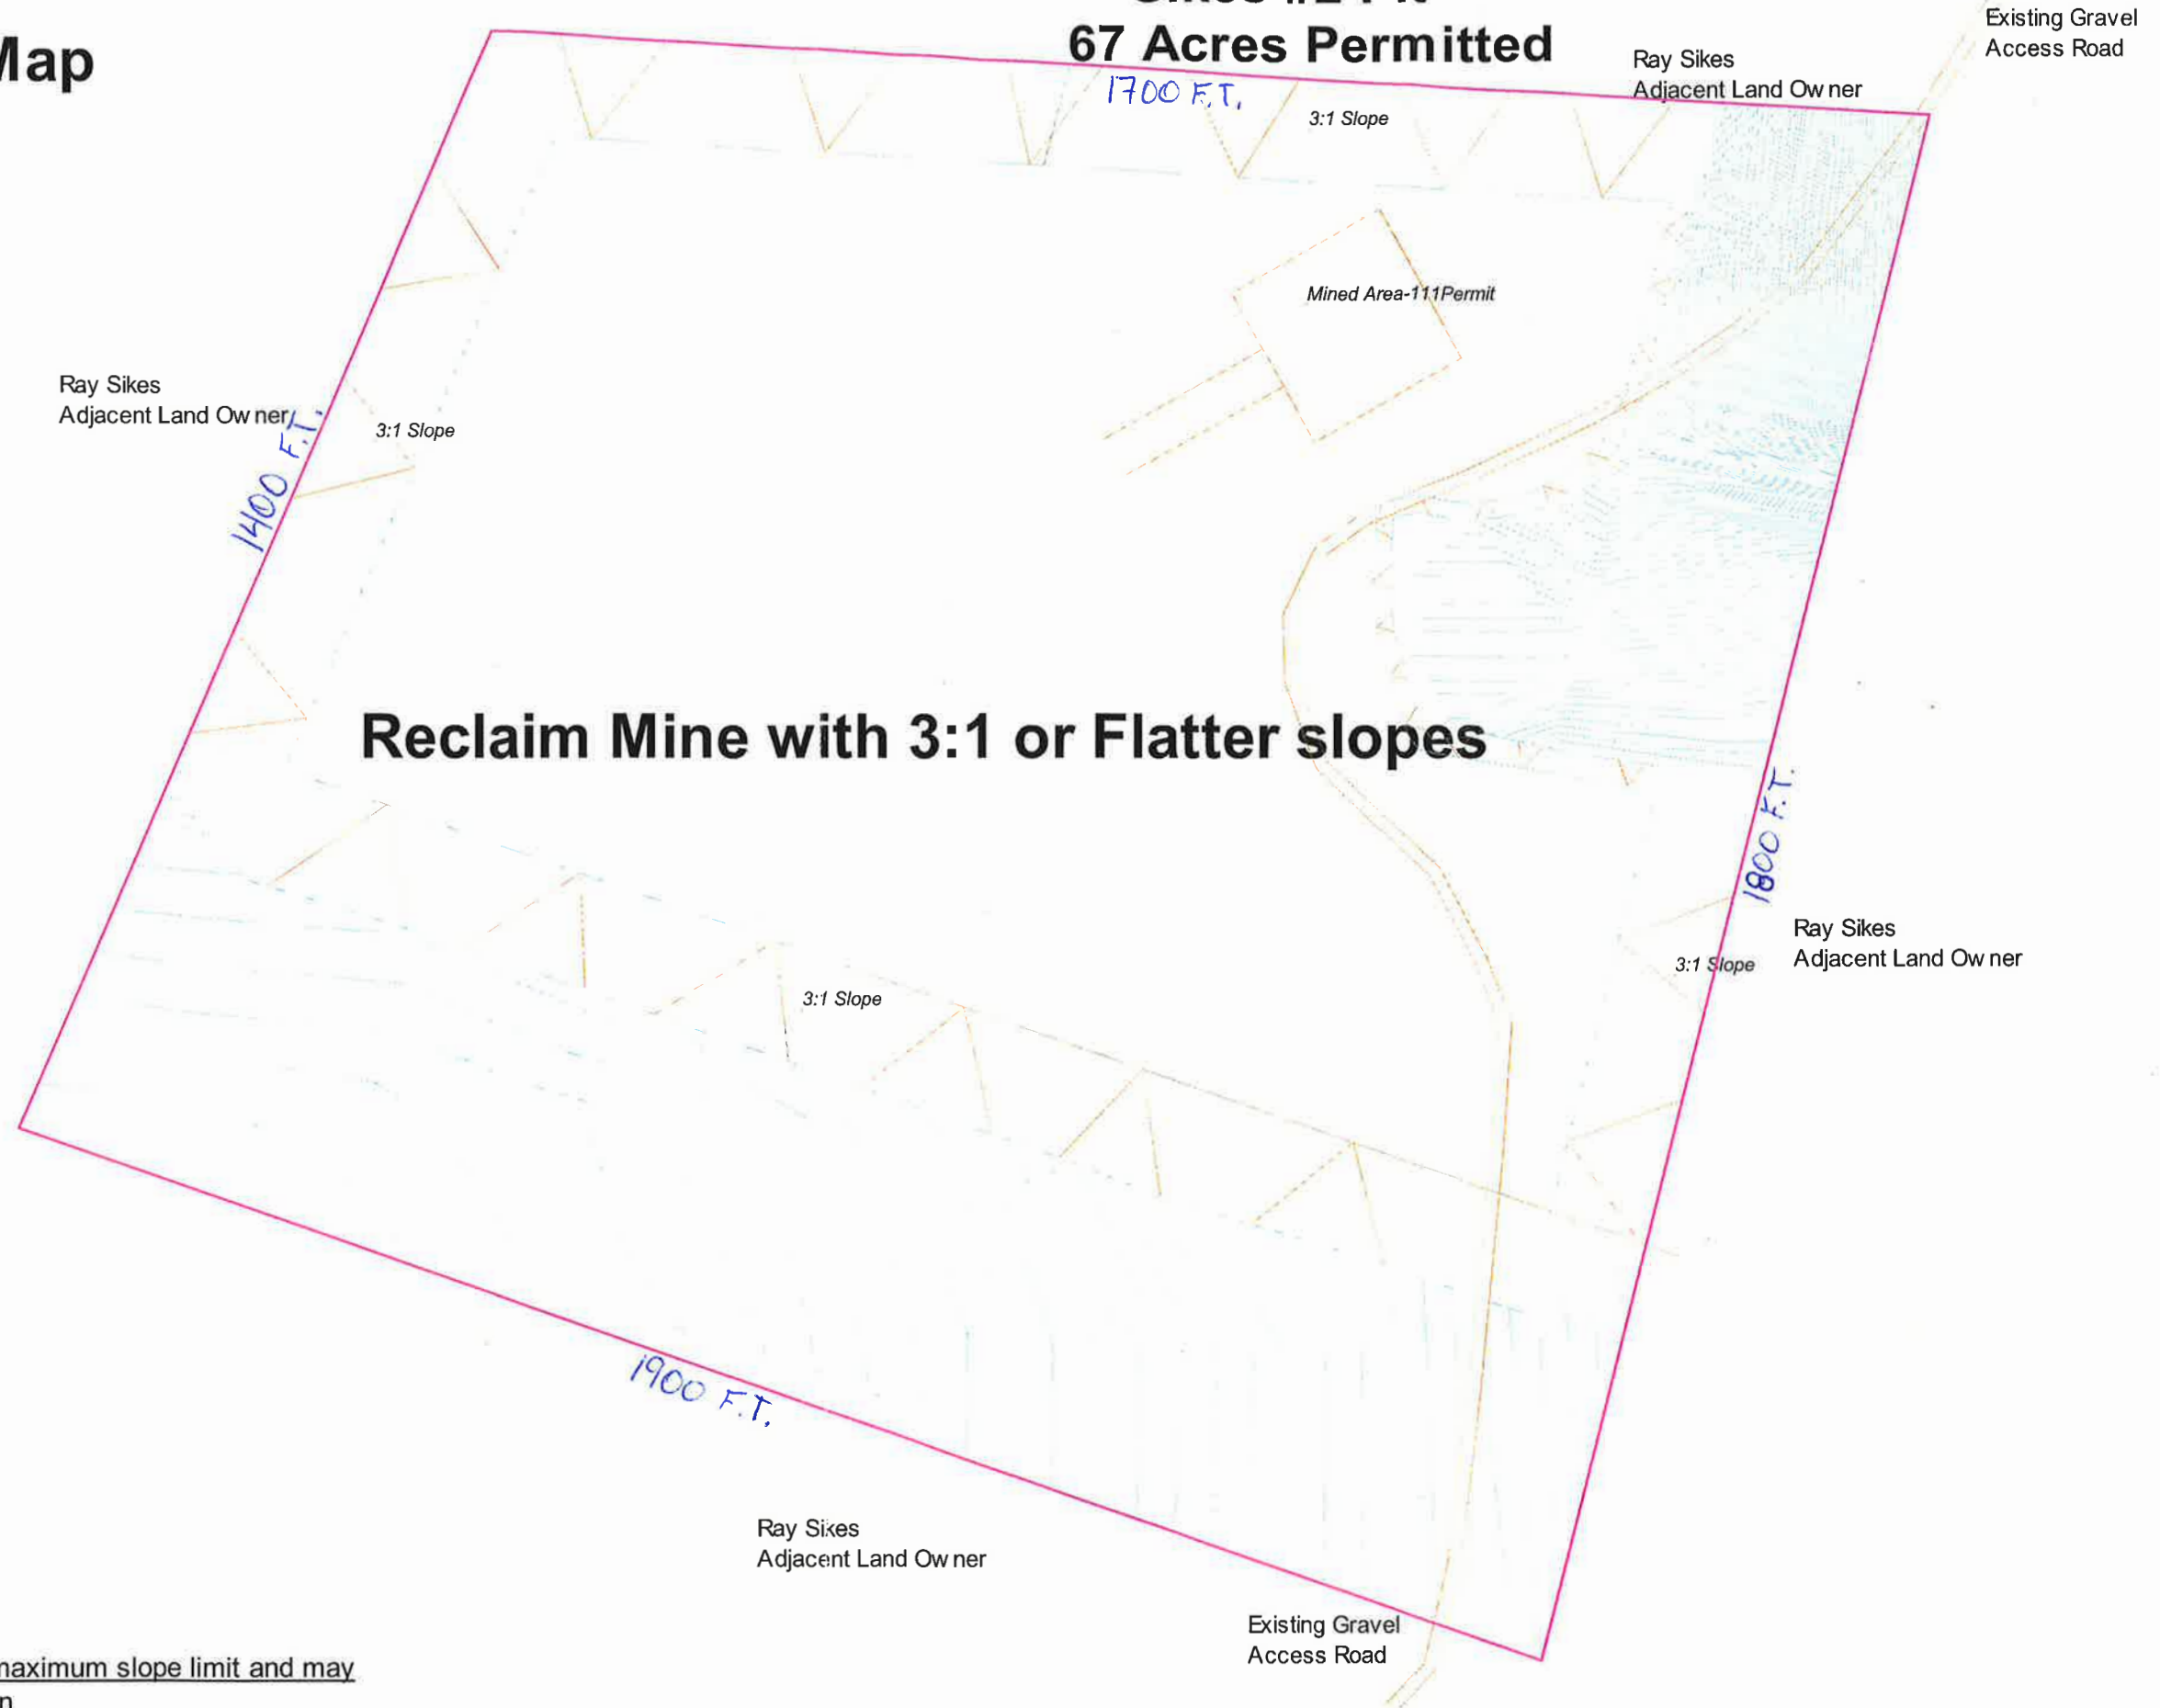 67 Acres Permitted
Existing Gravel
Access Road
Ray Sikes
Adjacent Land Owner
1700 F.T.
3:1 Slope
Mined Area-111Permit
Ray Sikes
Adjacent Land Owner
1400 F.T.
3:1 Slope
Reclaim Mine with 3:1 or Flatter slopes
1800 F.T.
Ray Sikes
Adjacent Land Owner
3:1 Slope
3:1 Slope
1900 F.T.
Ray Sikes
Adjacent Land Owner
Existing Gravel
Access Road
slope limit and may